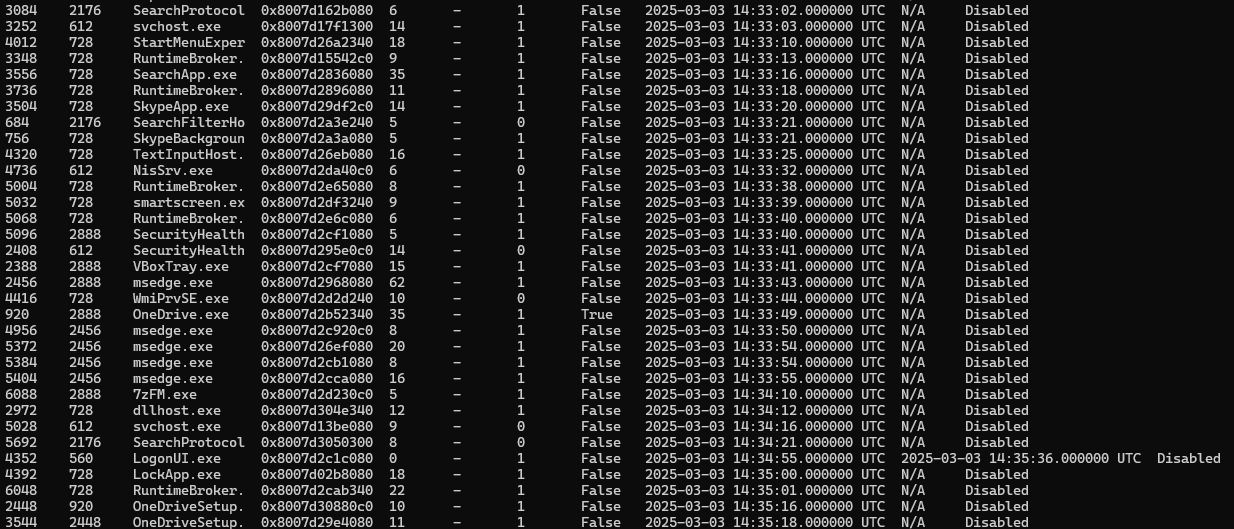 3084 2176 SearchProtocol 0x8007d162b080 6 - 1 False 2025-03-03 14:33:02.000000 UTC N/A Disabled
3252 612 svchost.exe 0x8007d17f1300 14 - 1 False 2025-03-03 14:33:03.000000 UTC N/A Disabled
4012 728 StartMenuExper 0x8007d26a2340 18 - 1 False 2025-03-03 14:33:10.000000 UTC N/A Disabled
3348 728 RuntimeBroker. 0x8007d15542c0 9 - 1 False 2025-03-03 14:33:13.000000 UTC N/A Disabled
3556 728 SearchApp.exe 0x8007d2836080 35 - 1 False 2025-03-03 14:33:16.000000 UTC N/A Disabled
3736 728 RuntimeBroker. 0x8007d2896080 11 - 1 False 2025-03-03 14:33:18.000000 UTC N/A Disabled
3504 728 SkypeApp.exe 0x8007d29df2c0 14 - 1 False 2025-03-03 14:33:20.000000 UTC N/A Disabled
684 2176 SearchFilterHo 0x8007d2a3e240 5 - 0 False 2025-03-03 14:33:21.000000 UTC N/A Disabled
756 728 SkypeBackgroun 0x8007d2a3a080 5 - 1 False 2025-03-03 14:33:21.000000 UTC N/A Disabled
4320 728 TextInputHost. 0x8007d26eb080 16 - 1 False 2025-03-03 14:33:25.000000 UTC N/A Disabled
4736 612 NisSrv.exe 0x8007d2da40c0 6 - 0 False 2025-03-03 14:33:32.000000 UTC N/A Disabled
5004 728 RuntimeBroker. 0x8007d2e65080 8 - 1 False 2025-03-03 14:33:38.000000 UTC N/A Disabled
5032 728 smartscreen.ex 0x8007d2df3240 9 - 1 False 2025-03-03 14:33:39.000000 UTC N/A Disabled
5068 728 RuntimeBroker. 0x8007d2e6c080 6 - 1 False 2025-03-03 14:33:40.000000 UTC N/A Disabled
5096 2888 SecurityHealth 0x8007d2cf1080 5 - 1 False 2025-03-03 14:33:40.000000 UTC N/A Disabled
2408 612 SecurityHealth 0x8007d295e0c0 14 - 0 False 2025-03-03 14:33:41.000000 UTC N/A Disabled
2388 2888 VBoxTray.exe 0x8007d2cf7080 15 - 1 False 2025-03-03 14:33:41.000000 UTC N/A Disabled
2456 2888 msedge.exe 0x8007d2968080 62 - 1 False 2025-03-03 14:33:43.000000 UTC N/A Disabled
4416 728 WmiPrvSE.exe 0x8007d2d2d240 10 - 0 False 2025-03-03 14:33:44.000000 UTC N/A Disabled
920 2888 OneDrive.exe 0x8007d2b52340 35 - 1 True 2025-03-03 14:33:49.000000 UTC N/A Disabled
4956 2456 msedge.exe 0x8007d2c920c0 8 - 1 False 2025-03-03 14:33:50.000000 UTC N/A Disabled
5372 2456 msedge.exe 0x8007d26ef080 20 - 1 False 2025-03-03 14:33:54.000000 UTC N/A Disabled
5384 2456 msedge.exe 0x8007d2cb1080 8 - 1 False 2025-03-03 14:33:54.000000 UTC N/A Disabled
5404 2456 msedge.exe 0x8007d2cca080 16 - 1 False 2025-03-03 14:33:55.000000 UTC N/A Disabled
6088 2888 7zFM.exe 0x8007d2d230c0 5 - 1 False 2025-03-03 14:34:10.000000 UTC N/A Disabled
2972 728 dllhost.exe 0x8007d304e340 12 - 1 False 2025-03-03 14:34:12.000000 UTC N/A Disabled
5028 612 svchost.exe 0x8007d13be080 9 - 0 False 2025-03-03 14:34:16.000000 UTC N/A Disabled
5692 2176 SearchProtocol 0x8007d3050300 8 - 0 False 2025-03-03 14:34:21.000000 UTC N/A Disabled
4352 560 LogonUI.exe 0x8007d2c1c080 0 - 1 False 2025-03-03 14:34:55.000000 UTC 2025-03-03 14:35:36.000000 UTC Disabled
4392 728 LockApp.exe 0x8007d02b8080 18 - 1 False 2025-03-03 14:35:00.000000 UTC N/A Disabled
6048 728 RuntimeBroker. 0x8007d2cab340 22 - 1 False 2025-03-03 14:35:01.000000 UTC N/A Disabled
2448 920 OneDriveSetup. 0x8007d30880c0 10 - 1 False 2025-03-03 14:35:16.000000 UTC N/A Disabled
3544 2448 OneDriveSetup. 0x8007d29e4080 11 - 1 False 2025-03-03 14:35:18.000000 UTC N/A Disabled